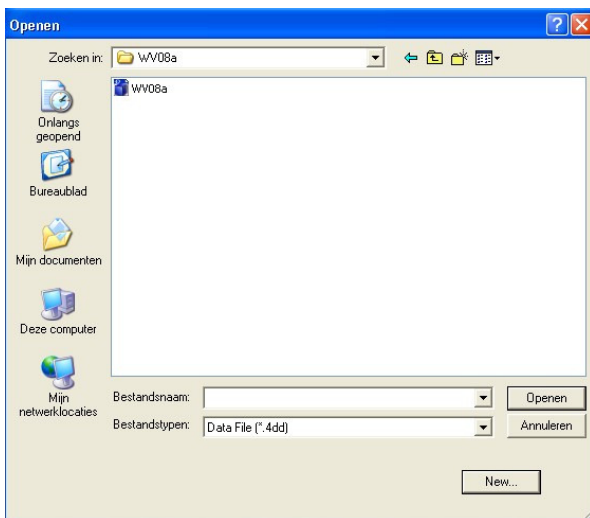 Openen
Zoeken in: WV08a
WV08a
Onlangs
geopend
Bureaublad
Mijn documenten
Deze computer
Mijn
netwerklocaties
Bestandsnaam:
Openen
Bestandstypen: Data File (*.4dd)
Annuleren
New...